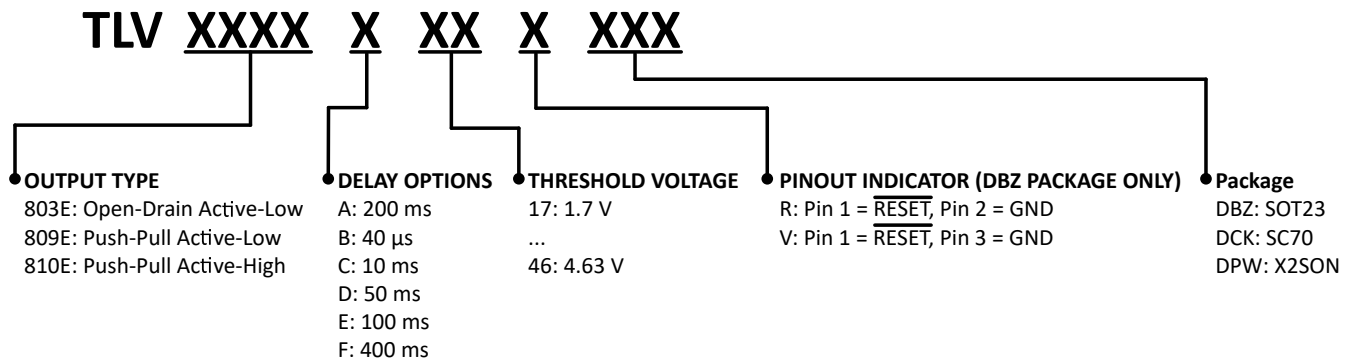 TLV XXXX X XX X XXX
OUTPUT TYPE
803E: Open-Drain Active-Low
809E: Push-Pull Active-Low
810E: Push-Pull Active-High
DELAY OPTIONS
A: 200 ms
B: 40 µs
C: 10 ms
D: 50 ms
E: 100 ms
F: 400 ms
THRESHOLD VOLTAGE
17: 1.7 V
...
46: 4.63 V
PINOUT INDICATOR (DBZ PACKAGE ONLY)
R: Pin 1 = RESET, Pin 2 = GND
V: Pin 1 = RESET, Pin 3 = GND
Package
DBZ: SOT23
DCK: SC70
DPW: X2SON